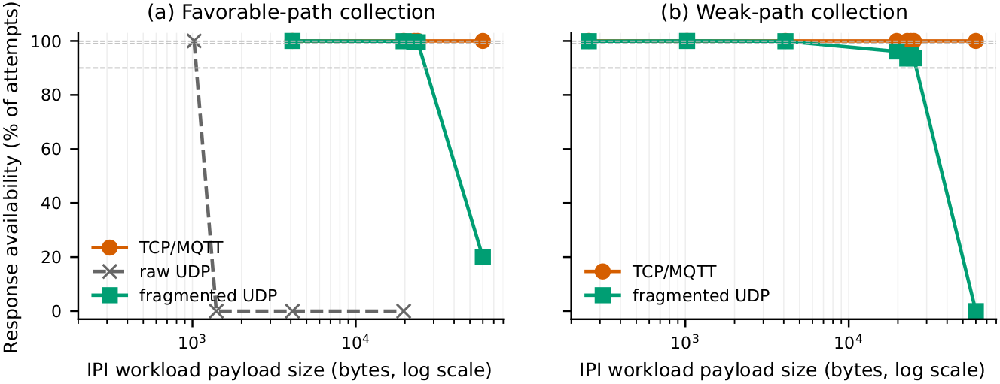 (a) Favorable-path collection
(b) Weak-path collection
Response availability (% of attempts)
100
80
60
40
20
0
TCP/MQTT
raw UDP
fragmented UDP
TCP/MQTT
fragmented UDP
10³
10⁴
10³
10⁴
IPI workload payload size (bytes, log scale)
IPI workload payload size (bytes, log scale)